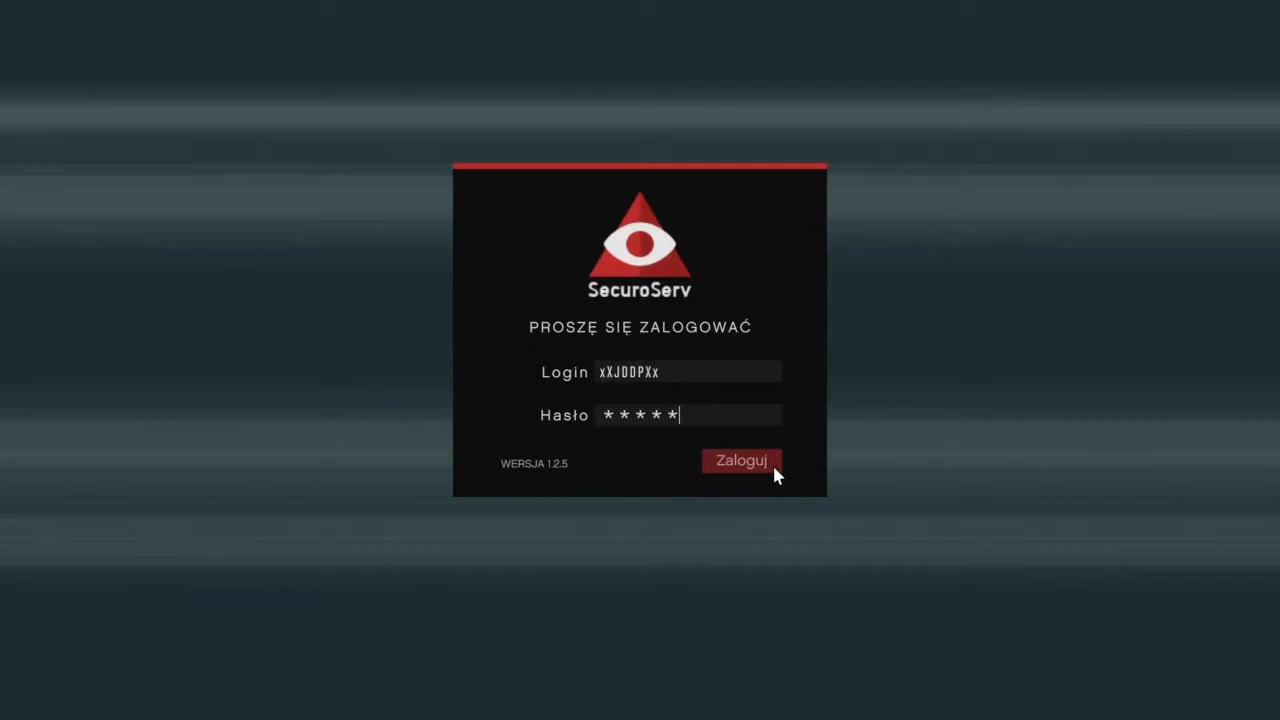 SecuroServ
PROSZĘ SIĘ ZALOGOWAĆ
Login xXJDDPXx
Hasło *****
WERSJA 1.2.5 Zaloguj